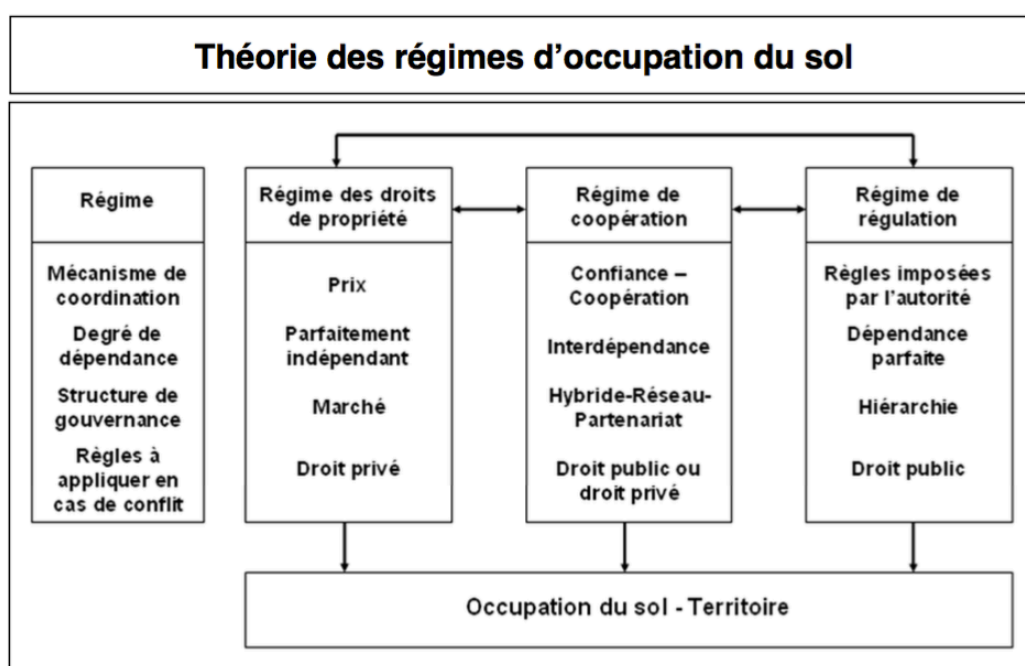 Théorie des régimes d’occupation du sol
Régime
Mécanisme de
coordination
Degré de
dépendance
Structure de
gouvernance
Règles à
appliquer en
cas de conflit
Régime des droits
de propriété
Prix
Parfaitement
indépendant
Marché
Droit privé
Régime de
coopération
Confiance –
Coopération
Interdépendance
Hybride-Réseau-
Partenariat
Droit public ou
droit privé
Régime de
régulation
Règles imposées
par l’autorité
Dépendance
parfaite
Hiérarchie
Droit public
Occupation du sol - Territoire